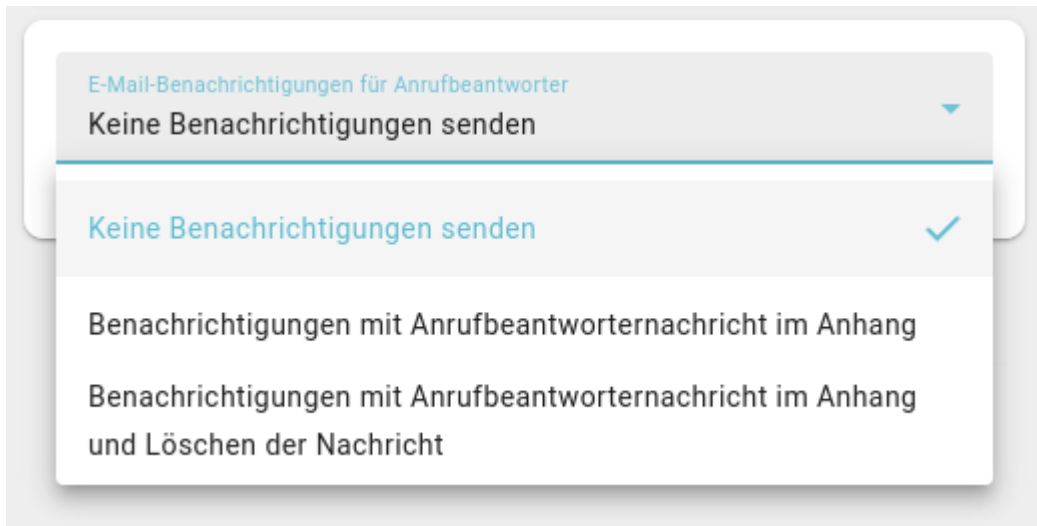 E-Mail-Benachrichtigungen für Anrufbeantworter
Keine Benachrichtigungen senden
Keine Benachrichtigungen senden
Benachrichtigungen mit Anrufbeantworternachricht im Anhang
Benachrichtigungen mit Anrufbeantworternachricht im Anhang
und Löschen der Nachricht